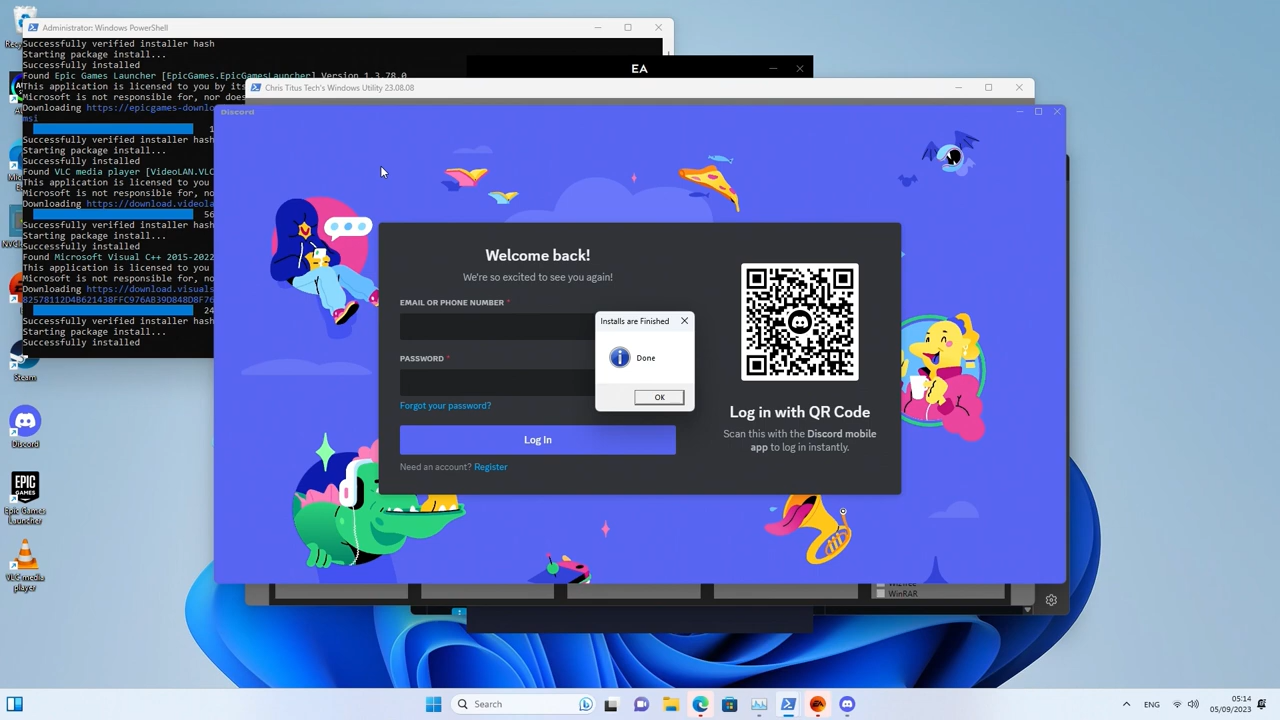 Administrator: Windows PowerShell
Successfully verified installer hash
Starting package install...
Successfully installed
Found Epic Games Launcher [EpicGames.EpicGamesLauncher] Version 1.3.78.0
This application is licensed to you by its
Microsoft is not responsible for, nor does
Downloading https://epicgames-downlo
msi
Successfully verified installer hash
Starting package install...
Successfully installed
Found VLC media player [VideoLAN.VLC
This application is licensed to you
Microsoft is not responsible for, no
Downloading https://download.videola
56
Successfully verified installer hash
Starting package install...
Successfully installed
Found Microsoft Visual C++ 2015-2022
This application is licensed to you
Microsoft is not responsible for, no
Downloading https://download.visuals
82578112D4B621438FFC976AB39D848D8F76
24
Successfully verified installer hash
Starting package install...
Successfully installed
EA
Chris Titus Tech's Windows Utility 23.08.08
Discord
Welcome back!
We're so excited to see you again!
EMAIL OR PHONE NUMBER *
PASSWORD *
Forgot your password?
Log In
Need an account? Register
Installs are Finished
Done
OK
Log in with QR Code
Scan this with the Discord mobile
app to log in instantly.
WinRAR
Steam
Discord
EPIC
GAMES
Epic Games
Launcher
VLC media
player
Search
ENG
05:14
05/09/2023